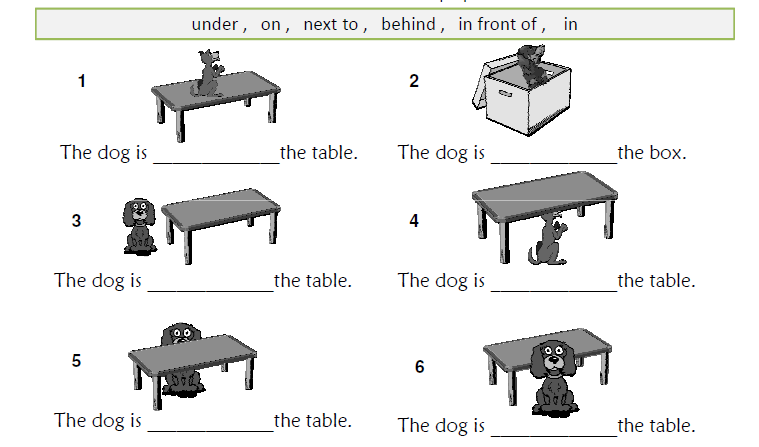 under , on , next to , behind , in front of , in
1
2
The dog is ____________the table.
The dog is ____________the box.
3
4
The dog is ____________the table.
The dog is ____________the table.
5
6
The dog is ____________the table.
The dog is ____________the table.